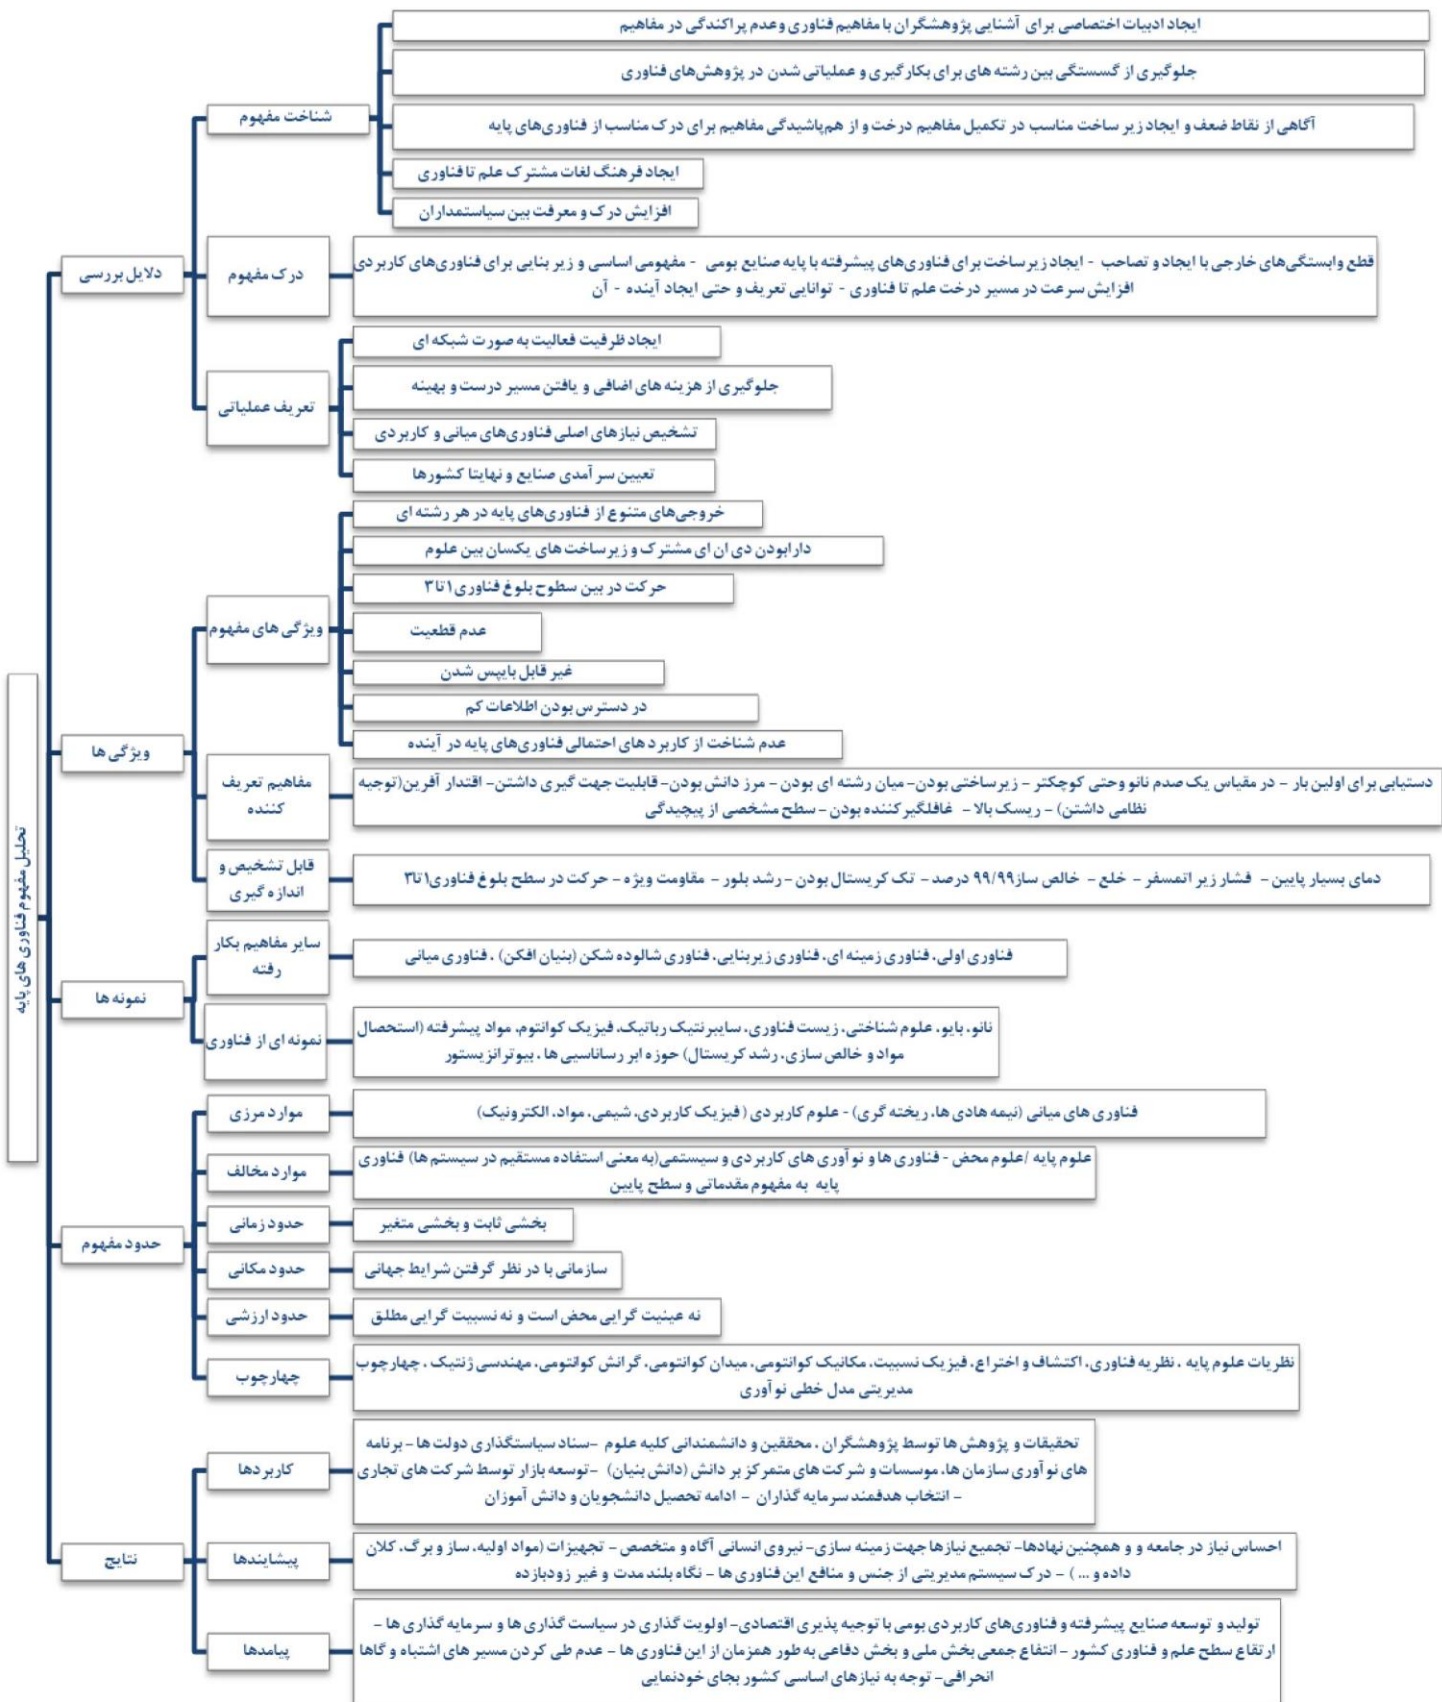 تحلیل مفهوم فناوری های پایه
دلایل بررسی
شناخت مفهوم
ایجاد ادبیات اختصاصی برای آشنایی پژوهشگران با مفاهیم فناوری وعدم پراکندگی در مفاهیم
جلوگیری از گسستگی بین رشته های برای بکارگیری و عملیاتی شدن در پژوهش‌های فناوری
آگاهی از نقاط ضعف و ایجاد زیر ساخت مناسب در تکمیل مفاهیم درخت و از هم‌پاشیدگی مفاهیم برای درک مناسب از فناوری‌های پایه
ایجاد فرهنگ لغات مشترک علم تا فناوری
افزایش درک و معرفت بین سیاستمداران
درک مفهوم
قطع وابستگی‌های خارجی با ایجاد و تصاحب - ایجاد زیرساخت برای فناوری‌های پیشرفته با پایه صنایع بومی - مفهومی اساسی و زیر بنایی برای فناوری‌های کاربردی
افزایش سرعت در مسیر درخت علم تا فناوری - توانایی تعریف و حتی ایجاد آینده - آن
تعریف عملیاتی
ایجاد ظرفیت فعالیت به صورت شبکه ای
جلوگیری از هزینه های اضافی و یافتن مسیر درست و بهینه
تشخیص نیازهای اصلی فناوری‌های میانی و کاربردی
تعیین سر آمدی صنایع و نهایتا کشورها
ویژگی ها
ویژگی های مفهوم
خروجی‌های متنوع از فناوری‌های پایه در هر رشته ای
دارابودن دی ان ای مشترک و زیرساخت های یکسان بین علوم
حرکت در بین سطوح بلوغ فناوری ۱تا۳
عدم قطعیت
غیر قابل بایپس شدن
در دسترس بودن اطلاعات کم
عدم شناخت از کاربرد های احتمالی فناوری‌های پایه در آینده
مفاهیم تعریف
کننده
دستیابی برای اولین بار - در مقیاس یک صدم نانو وحتی کوچکتر - زیرساختی بودن- میان رشته ای بودن - مرز دانش بودن- قابلیت جهت گیری داشتن- اقتدار آفرین(توجیه
نظامی داشتن) - ریسک بالا - غافلگیر کننده بودن - سطح مشخصی از پیچیدگی
قابل تشخیص و
اندازه گیری
دمای بسیار پایین - فشار زیر اتمسفر - خلع - خالص ساز۹۹/۹۹ درصد - تک کریستال بودن - رشد بلور - مقاومت ویژه - حرکت در سطح بلوغ فناوری۱تا۳
نمونه ها
سایر مفاهیم بکار
رفته
فناوری اولی، فناوری زمینه ای، فناوری زیربنایی، فناوری شالوده شکن (بنیان افکن) ، فناوری میانی
نمونه ای از فناوری
نانو، بایو، علوم شناختی، زیست فناوری، سایبرنتیک رباتیک، فیزیک کوانتوم، مواد پیشرفته (استحصال
مواد و خالص سازی، رشد کریستال) حوزه ابر رساناسیی ها ، بیوترانزیستور
حدود مفهوم
موارد مرزی
فناوری های میانی (نیمه هادی ها، ریخته گری) - علوم کاربردی ( فیزیک کاربردی، شیمی، مواد، الکترونیک)
موارد مخالف
علوم پایه /علوم محض - فناوری ها و نو آوری های کاربردی و سیستمی(به معنی استفاده مستقیم در سیستم ها) فناوری
پایه به مفهوم مقدماتی و سطح پایین
حدود زمانی
بخشی ثابت و بخشی متغیر
حدود مکانی
سازمانی با در نظر گرفتن شرایط جهانی
حدود ارزشی
نه عینیت گرایی محض است و نه نسبیت گرایی مطلق
چهارچوب
نظریات علوم پایه ، نظریه فناوری، اکتشاف و اختراع، فیزیک نسبیت، مکانیک کوانتومی، میدان کوانتومی، گرانش کوانتومی، مهندسی ژنتیک ، چهارچوب
مدیریتی مدل خطی نو آوری
نتایج
کاربردها
تحقیقات و پژوهش ها توسط پژوهشگران ، محققین و دانشمندانی کلیه علوم -سناد سیاستگذاری دولت ها - برنامه
های نو آوری سازمان ها، موسسات و شرکت های متمرکز بر دانش (دانش بنیان) -توسعه بازار توسط شرکت های تجاری
- انتخاب هدفمند سرمایه گذاران - ادامه تحصیل دانشجویان و دانش آموزان
پیشایندها
احساس نیاز در جامعه و و همچنین نهادها- تجمیع نیازها جهت زمینه سازی- نیروی انسانی آگاه و متخصص - تجهیزات (مواد اولیه، ساز و برگ، کلان
داده و ... ) - درک سیستم مدیریتی از جنس و منافع این فناوری ها - نگاه بلند مدت و غیر زودبازده
پیامدها
تولید و توسعه صنایع پیشرفته و فناوری‌های کاربردی بومی با توجیه پذیری اقتصادی- اولویت گذاری در سیاست گذاری ها و سرمایه گذاری ها -
ارتقاع سطح علم و فناوری کشور - انتفاع جمعی بخش ملی و بخش دفاعی به طور همزمان از این فناوری ها - عدم طی کردن مسیر های اشتباه و گاها
انحرافی- توجه به نیازهای اساسی کشور بجای خودنمایی